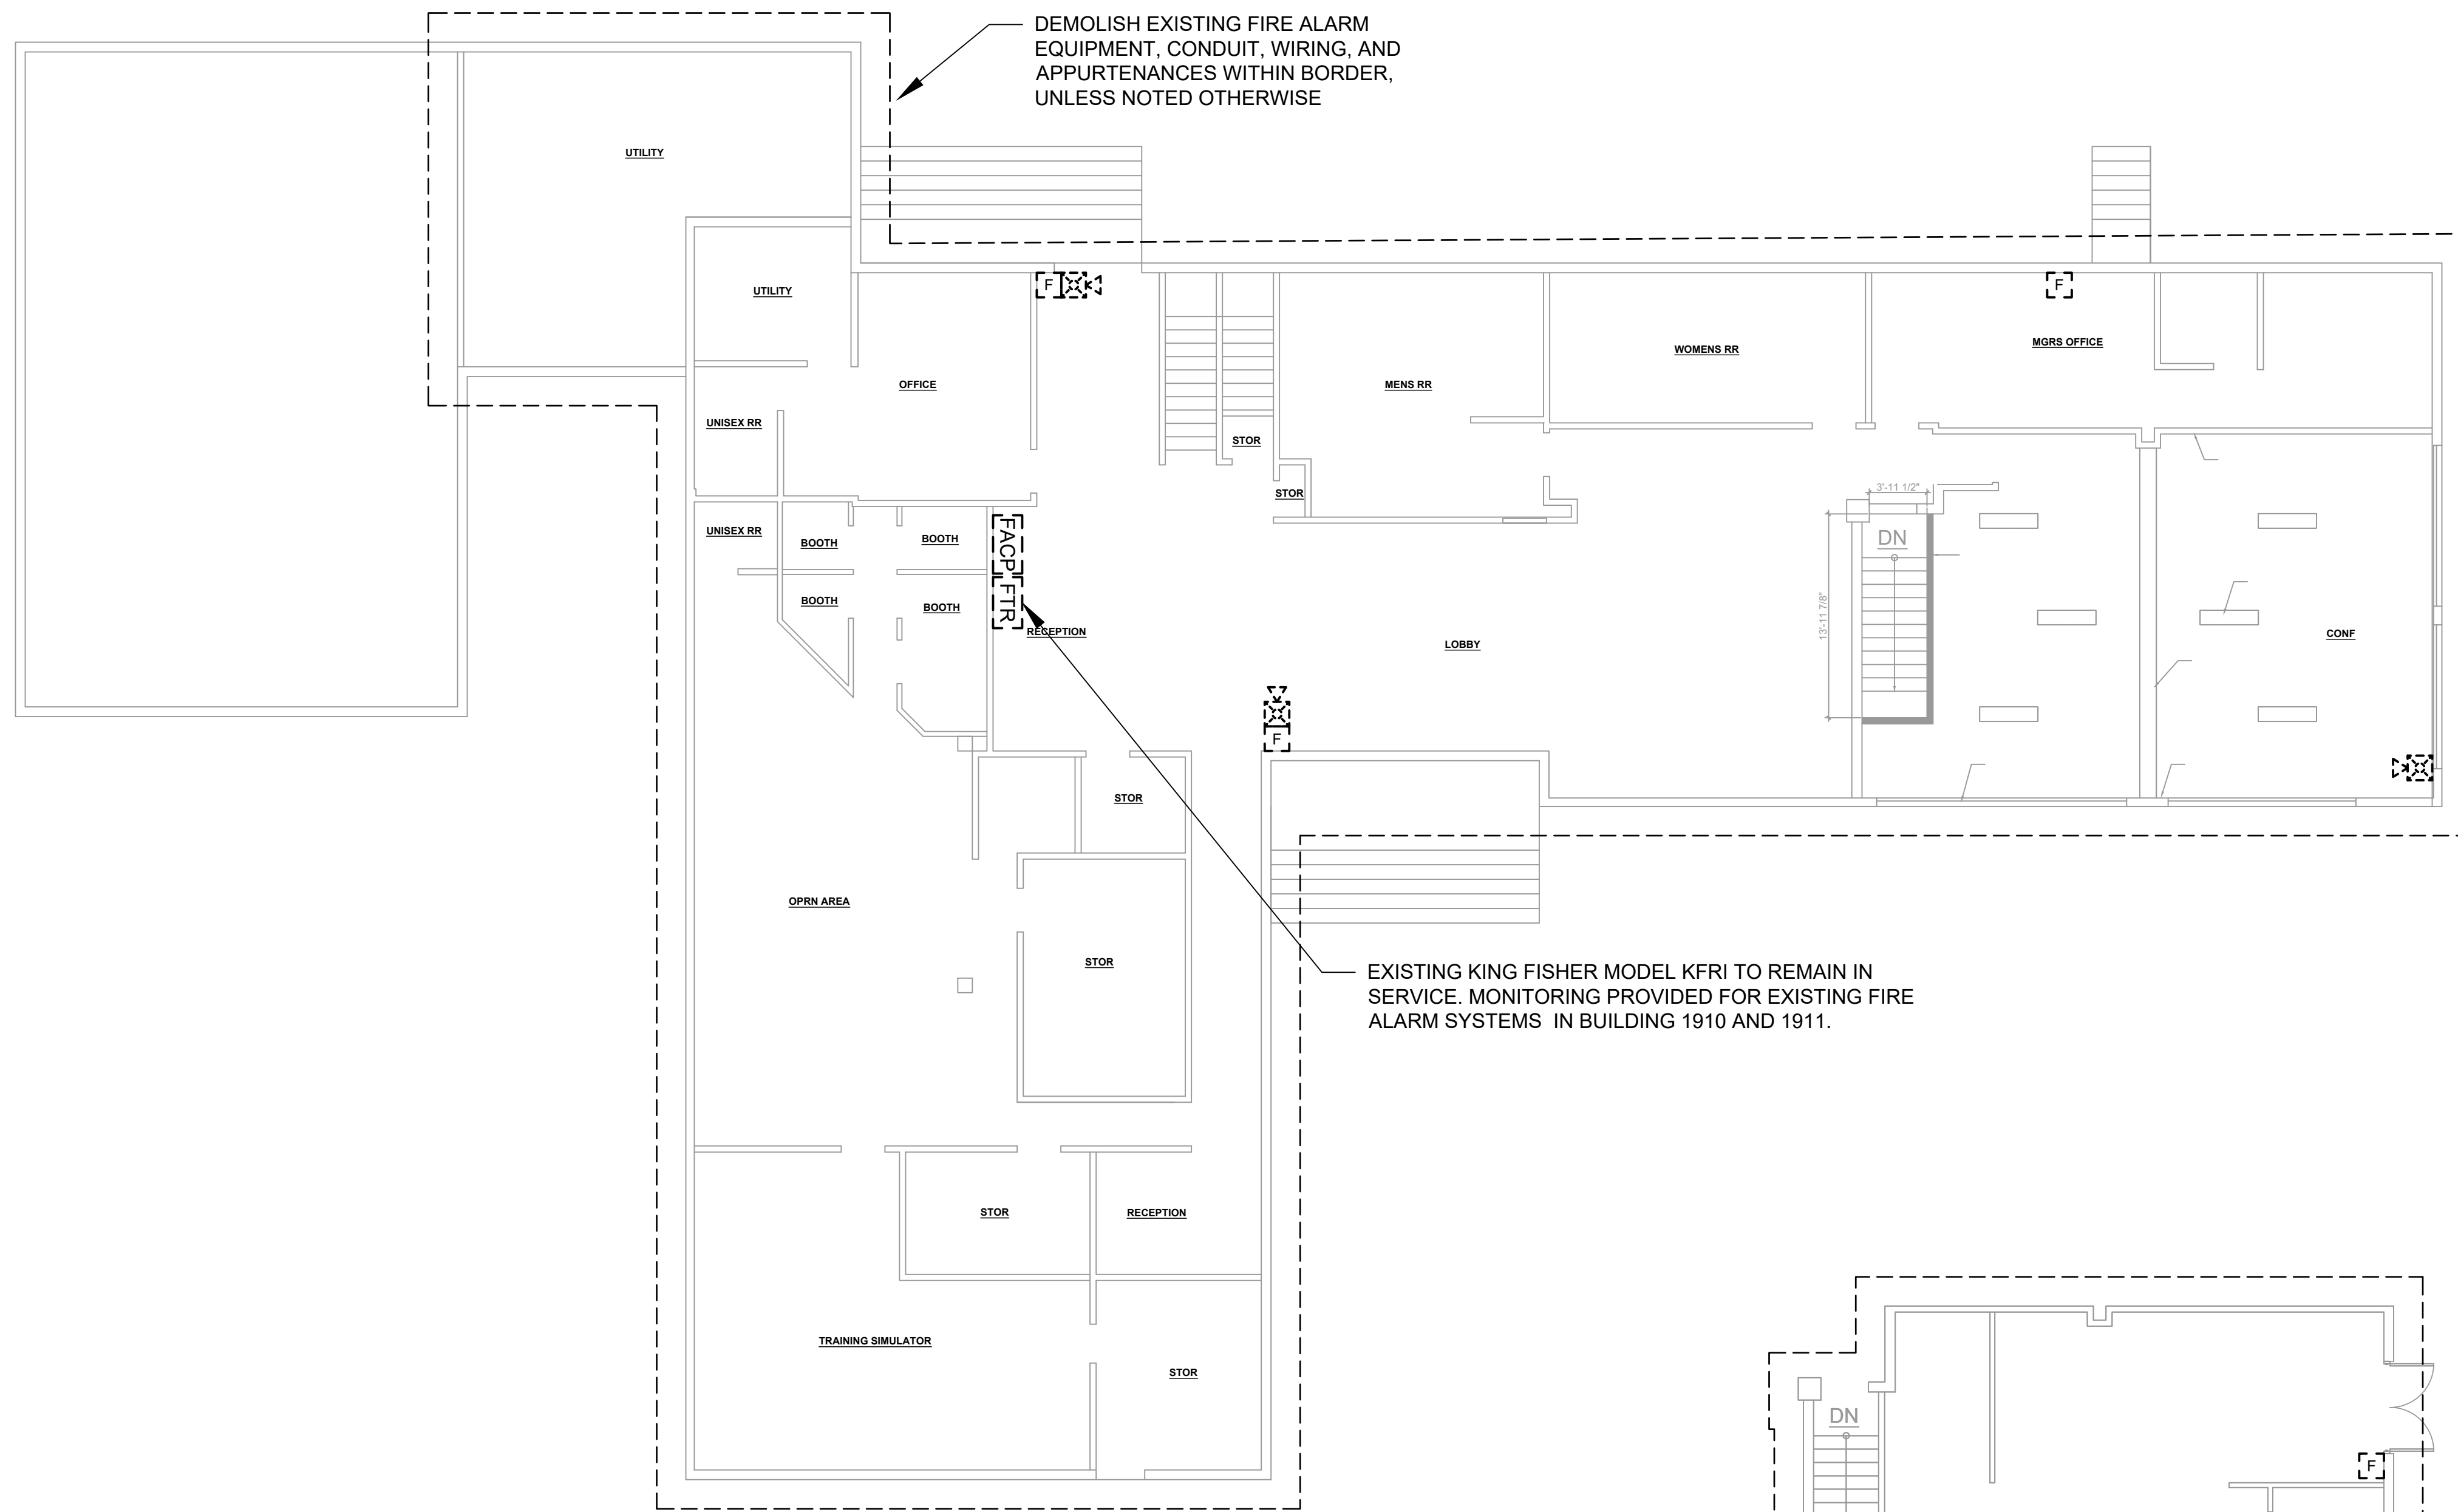 DEMOLISH EXISTING FIRE ALARM
EQUIPMENT, CONDUIT, WIRING, AND
APPURTENANCES WITHIN BORDER,
UNLESS NOTED OTHERWISE
UTILITY
UTILITY
F
F
OFFICE
MENS RR
WOMENS RR
MGRS OFFICE
UNISEX RR
STOR
STOR
3'-11 1/2"
UNISEX RR
BOOTH
BOOTH
FACP
DN
BOOTH
BOOTH
FTR
13'-11 7/8"
RECEPTION
LOBBY
CONF
F
STOR
OPRN AREA
STOR
EXISTING KING FISHER MODEL KFRI TO REMAIN IN
SERVICE. MONITORING PROVIDED FOR EXISTING FIRE
ALARM SYSTEMS IN BUILDING 1910 AND 1911.
STOR
RECEPTION
TRAINING SIMULATOR
STOR
DN
F